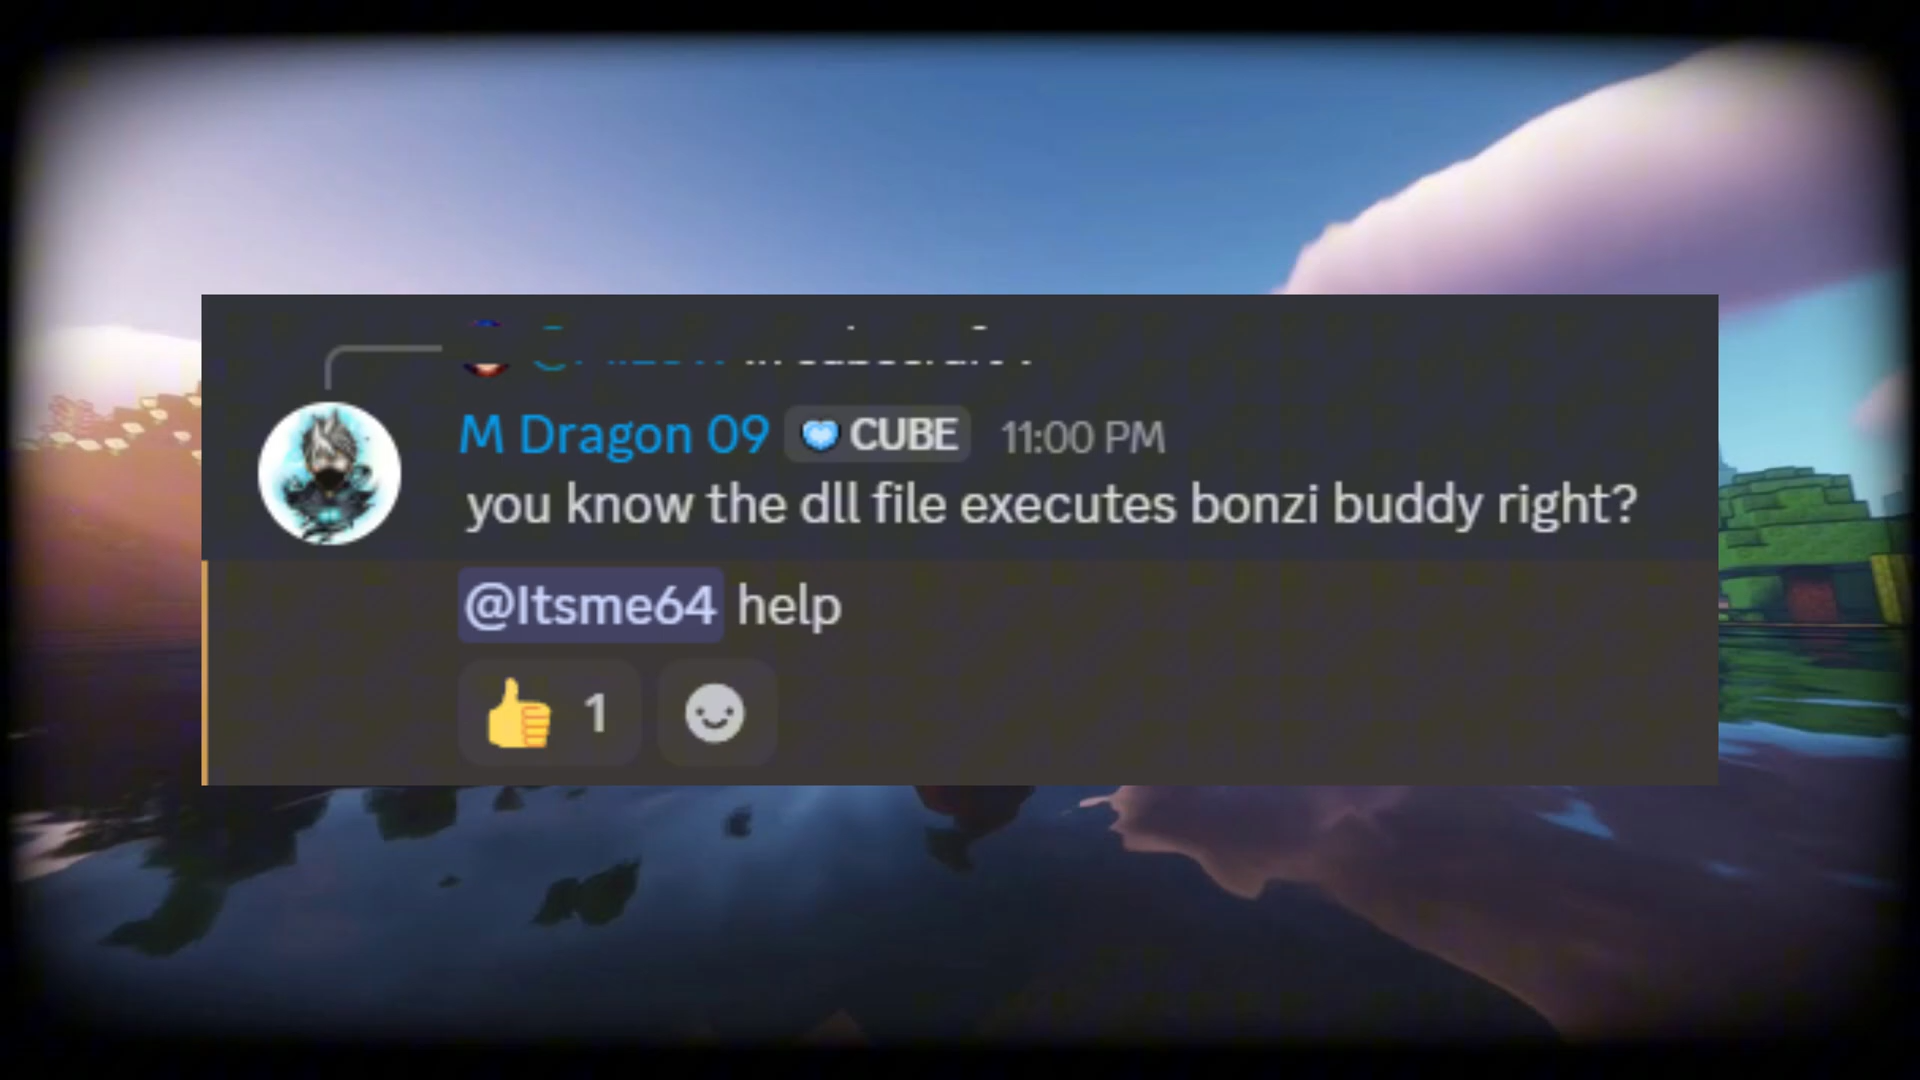 M Dragon 09 CUBE 11:00 PM
you know the dll file executes bonzi buddy right?
@Itsme64 help
1